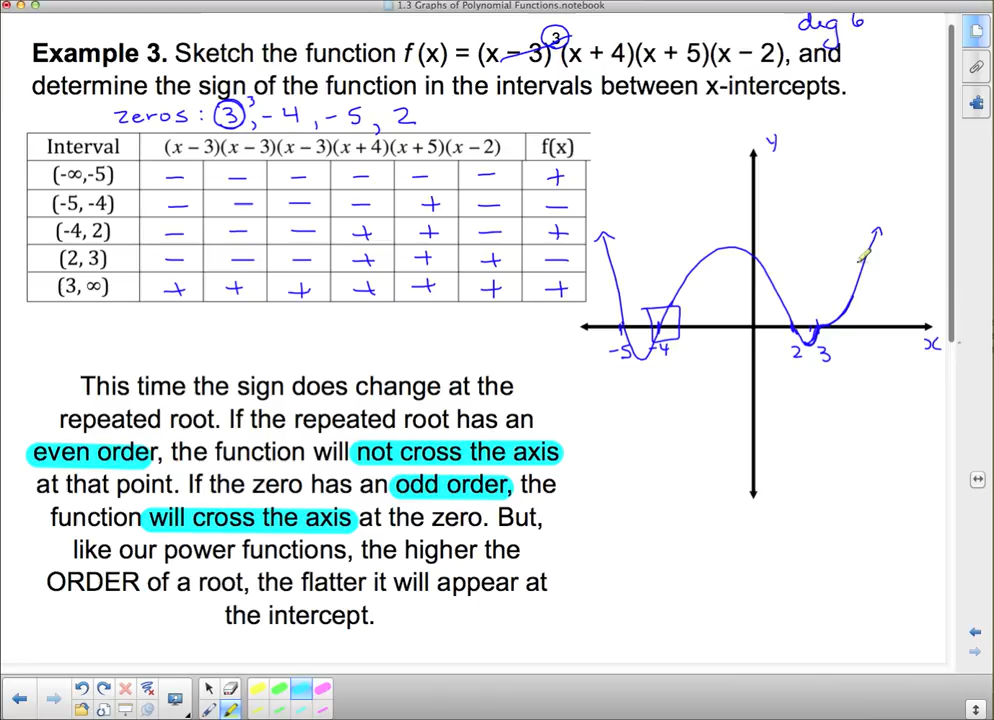 1.3 Graphs of Polynomial Functions.notebook
deg 6
Example 3. Sketch the function f (x) = (x − 3)³(x + 4)(x + 5)(x − 2), and
determine the sign of the function in the intervals between x-intercepts.
zeros : 3³, -4, -5, 2
Interval (x − 3)(x − 3)(x − 3)(x + 4)(x + 5)(x − 2) f(x)
(-∞,-5) − − − − − − +
(-5, -4) − − − − + − −
(-4, 2) − − − + + − +
(2, 3) − − − + + + −
(3, ∞) + + + + + + +
y
-5 -4 2 3 x
This time the sign does change at the
repeated root. If the repeated root has an
even order, the function will not cross the axis
at that point. If the zero has an odd order, the
function will cross the axis at the zero. But,
like our power functions, the higher the
ORDER of a root, the flatter it will appear at
the intercept.